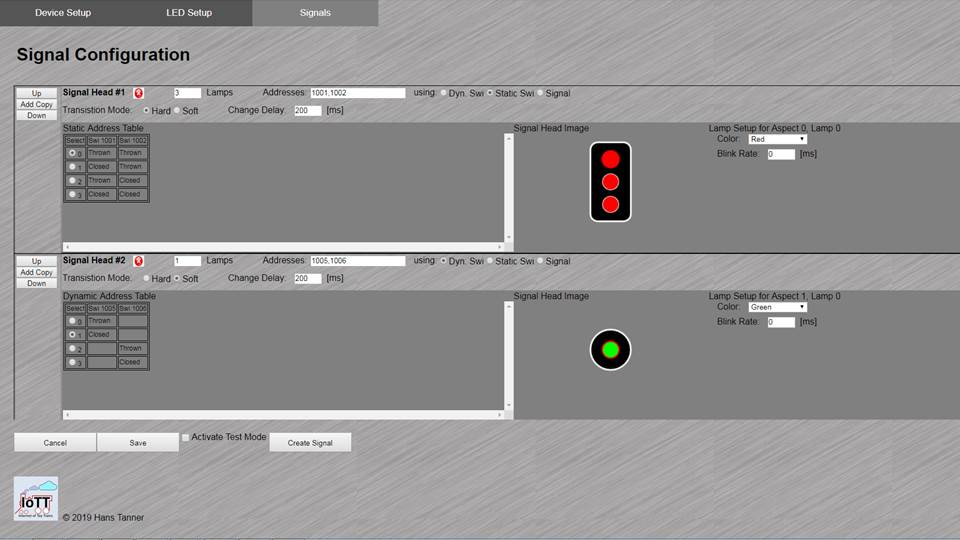 Device Setup LED Setup Signals
Signal Configuration
Up
Add Copy
Down
Signal Head #1 3 Lamps Addresses: 1001,1002 using: Dyn. Swi Static Swi Signal
Transistion Mode: Hard Soft Change Delay: 200 [ms]
Static Address Table
Select Swi 1001 Swi 1002
0 Thrown Thrown
1 Closed Thrown
2 Thrown Closed
3 Closed Closed
Signal Head Image
Lamp Setup for Aspect 0, Lamp 0
Color: Red
Blink Rate: 0 [ms]
Up
Add Copy
Down
Signal Head #2 1 Lamps Addresses: 1005,1006 using: Dyn. Swi Static Swi Signal
Transistion Mode: Hard Soft Change Delay: 200 [ms]
Dynamic Address Table
Select Swi 1005 Swi 1006
0 Thrown
1 Closed
2 Thrown
3 Closed
Signal Head Image
Lamp Setup for Aspect 1, Lamp 0
Color: Green
Blink Rate: 0 [ms]
Cancel Save Activate Test Mode Create Signal
IoTT
Internet of Toy Trains
© 2019 Hans Tanner